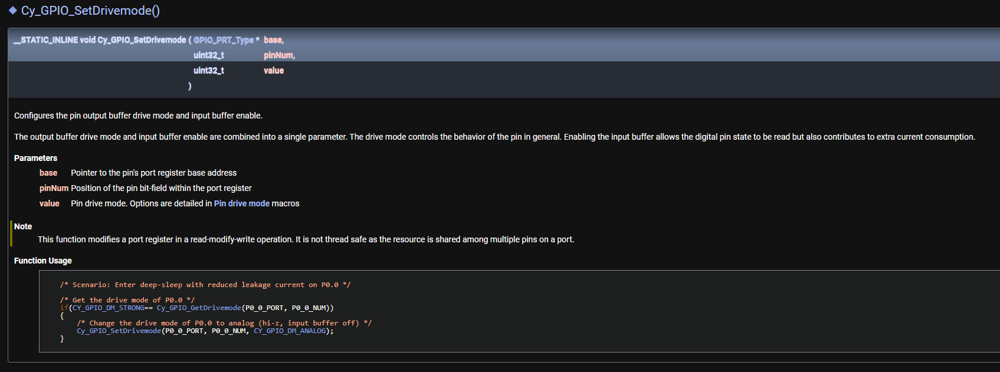 ◆ Cy_GPIO_SetDrivemode()
__STATIC_INLINE void Cy_GPIO_SetDrivemode ( GPIO_PRT_Type * base,
uint32_t pinNum,
uint32_t value
)
Configures the pin output buffer drive mode and input buffer enable.
The output buffer drive mode and input buffer enable are combined into a single parameter. The drive mode controls the behavior of the pin in general. Enabling the input buffer allows the digital pin state to be read but also contributes to extra current consumption.
Parameters
base Pointer to the pin's port register base address
pinNum Position of the pin bit-field within the port register
value Pin drive mode. Options are detailed in Pin drive mode macros
Note
This function modifies a port register in a read-modify-write operation. It is not thread safe as the resource is shared among multiple pins on a port.
Function Usage
/* Scenario: Enter deep-sleep with reduced leakage current on P0.0 */
/* Get the drive mode of P0.0 */
if(CY_GPIO_DM_STRONG== Cy_GPIO_GetDrivemode(P0_0_PORT, P0_0_NUM))
{
/* Change the drive mode of P0.0 to analog (hi-z, input buffer off) */
Cy_GPIO_SetDrivemode(P0_0_PORT, P0_0_NUM, CY_GPIO_DM_ANALOG);
}